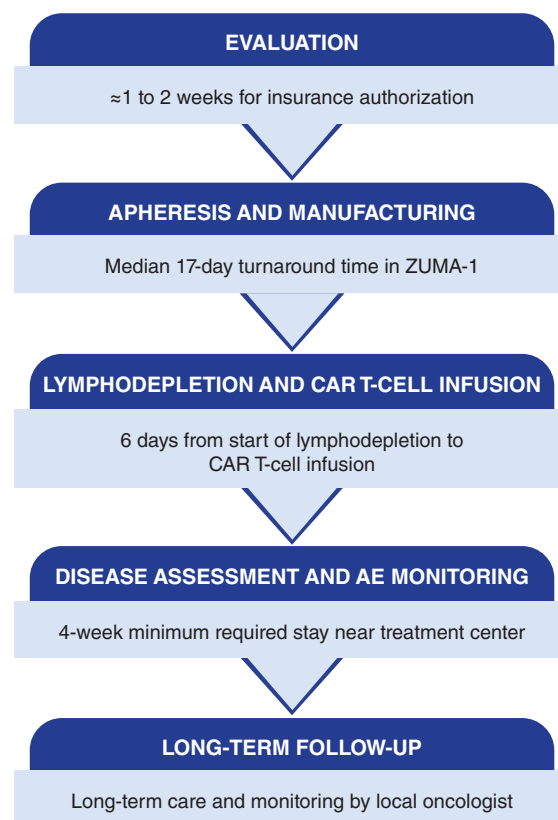 EVALUATION
≈1 to 2 weeks for insurance authorization
APHERESIS AND MANUFACTURING
Median 17-day turnaround time in ZUMA-1
LYMPHODEPLETION AND CAR T-CELL INFUSION
6 days from start of lymphodepletion to
CAR T-cell infusion
DISEASE ASSESSMENT AND AE MONITORING
4-week minimum required stay near treatment center
LONG-TERM FOLLOW-UP
Long-term care and monitoring by local oncologist